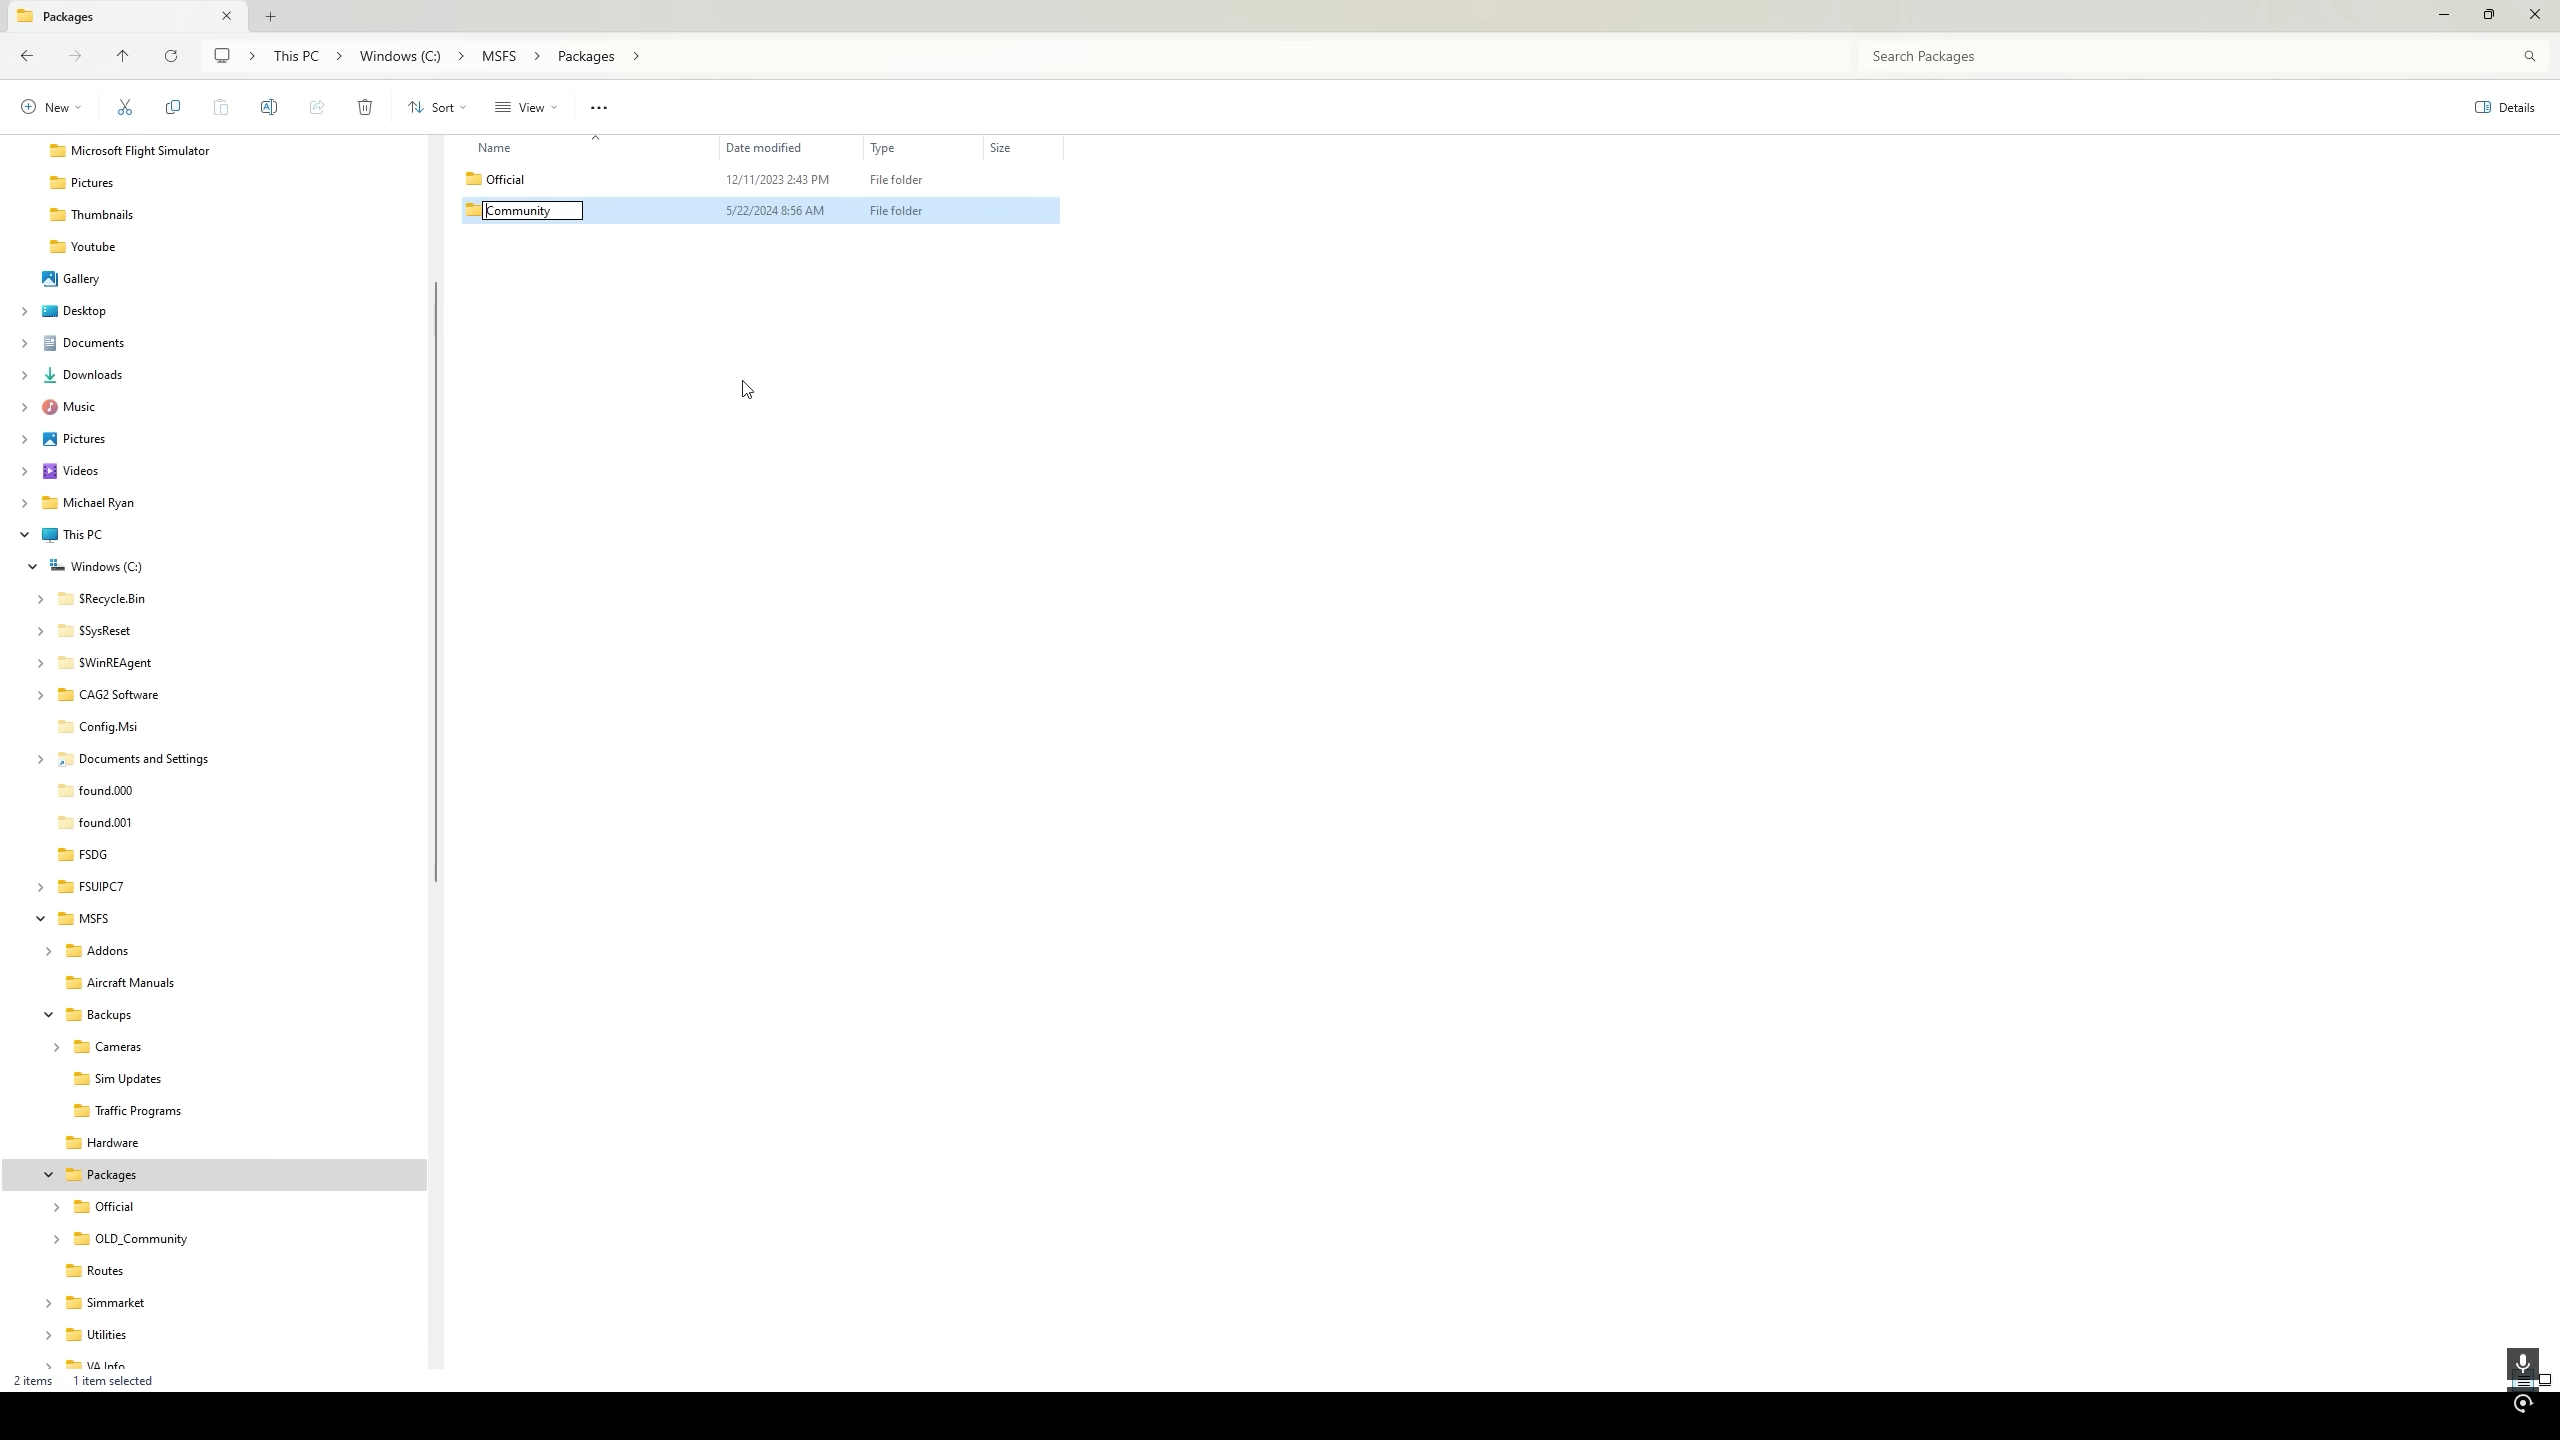 Packages
This PC
Windows (C:)
MSFS
Packages
Search Packages
New
Sort
View
Details
Name
Date modified
Type
Size
Official
12/11/2023 2:43 PM
File folder
Community
5/22/2024 8:56 AM
File folder
Microsoft Flight Simulator
Pictures
Thumbnails
Youtube
Gallery
Desktop
Documents
Downloads
Music
Pictures
Videos
Michael Ryan
This PC
Windows (C:)
$Recycle.Bin
$SysReset
$WinREAgent
CAG2 Software
Config.Msi
Documents and Settings
found.000
found.001
FSDG
FSUIPC7
MSFS
Addons
Aircraft Manuals
Backups
Cameras
Sim Updates
Traffic Programs
Hardware
Packages
Official
OLD_Community
Routes
Simmarket
Utilities
VA Info
2 items
1 item selected